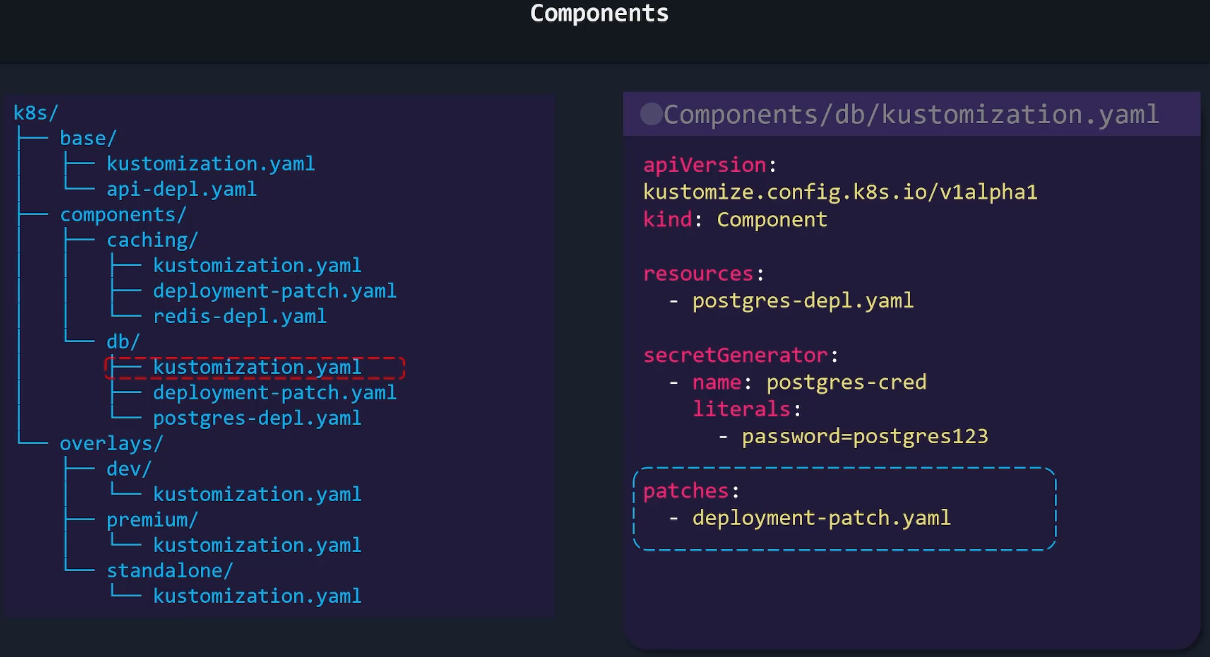 Components
k8s/
├── base/
│   ├── kustomization.yaml
│   └── api-depl.yaml
├── components/
│   ├── caching/
│   │   ├── kustomization.yaml
│   │   ├── deployment-patch.yaml
│   │   └── redis-depl.yaml
│   └── db/
│       ├── kustomization.yaml
│       ├── deployment-patch.yaml
│       └── postgres-depl.yaml
└── overlays/
    ├── dev/
    │   └── kustomization.yaml
    ├── premium/
    │   └── kustomization.yaml
    └── standalone/
        └── kustomization.yaml
Components/db/kustomization.yaml
apiVersion:
kustomize.config.k8s.io/v1alpha1
kind: Component
resources:
  - postgres-depl.yaml
secretGenerator:
  - name: postgres-cred
    literals:
      - password=postgres123
patches:
  - deployment-patch.yaml